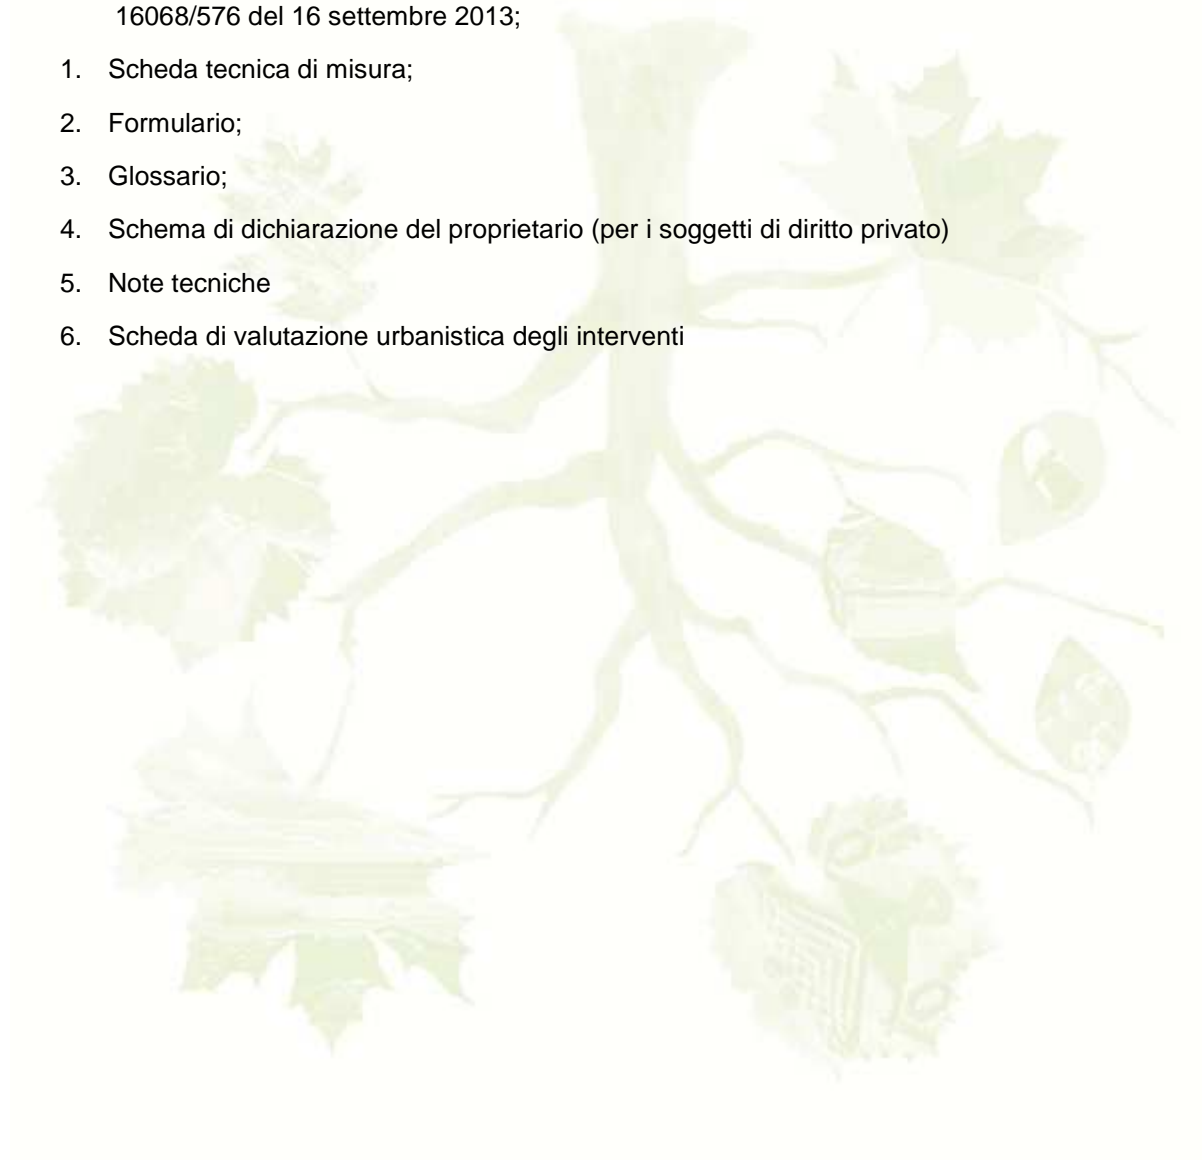 16068/576 del 16 settembre 2013;
1. Scheda tecnica di misura;
2. Formulario;
3. Glossario;
4. Schema di dichiarazione del proprietario (per i soggetti di diritto privato)
5. Note tecniche
6. Scheda di valutazione urbanistica degli interventi